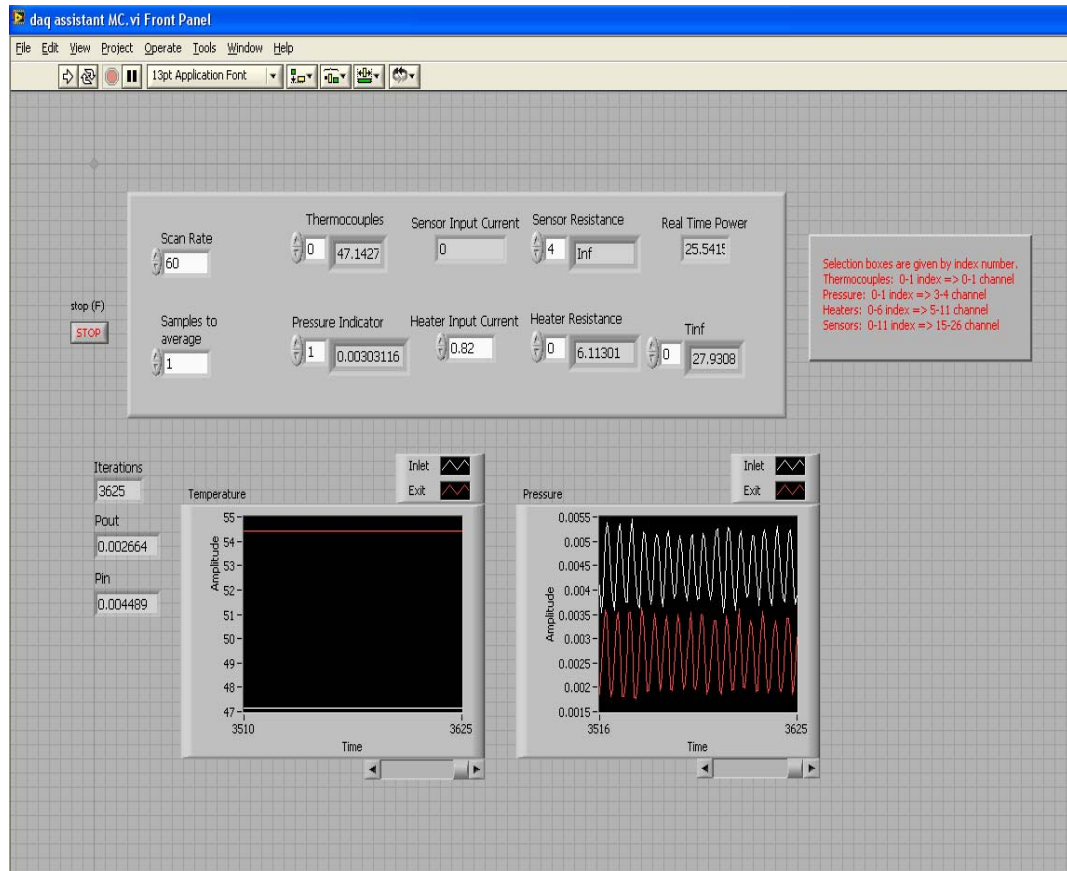 daq assistant MC.vi Front Panel
File Edit View Project Operate Tools Window Help
13pt Application Font
Scan Rate
60
Thermocouples
0 47.1427
Sensor Input Current
0
Sensor Resistance
4 Inf
Real Time Power
25.541
stop (F)
STOP
Samples to
average
1
Pressure Indicator
1 0.00303116
Heater Input Current
0.82
Heater Resistance
0 6.11301
Tinf
0 27.9308
Selection boxes are given by index number.
Thermocouples: 0-1 index => 0-1 channel
Pressure: 0-1 index => 3-4 channel
Heaters: 0-6 index => 5-11 channel
Sensors: 0-11 index => 15-26 channel
Iterations
3625
Pout
0.002664
Pin
0.004489
Temperature
Inlet
Exit
Amplitude
55
54
53
52
51
50
49
48
47
3510 3625
Time
Pressure
Inlet
Exit
Amplitude
0.0055
0.005
0.0045
0.004
0.0035
0.003
0.0025
0.002
0.0015
3516 3625
Time